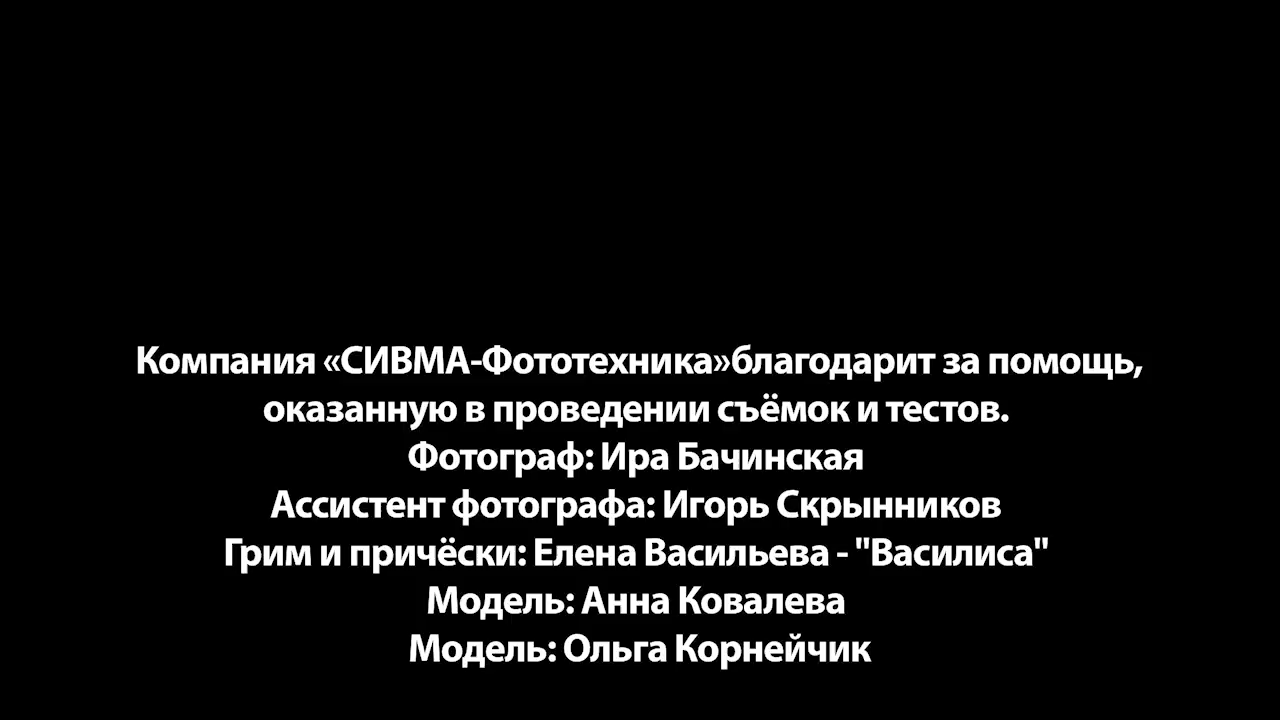 Компания «СИВМА-Фототехника»благодарит за помощь,
оказанную в проведении съёмок и тестов.
Фотограф: Ира Бачинская
Ассистент фотографа: Игорь Скрынников
Грим и причёски: Елена Васильева - "Василиса"
Модель: Анна Ковалева
Модель: Ольга Корнейчик